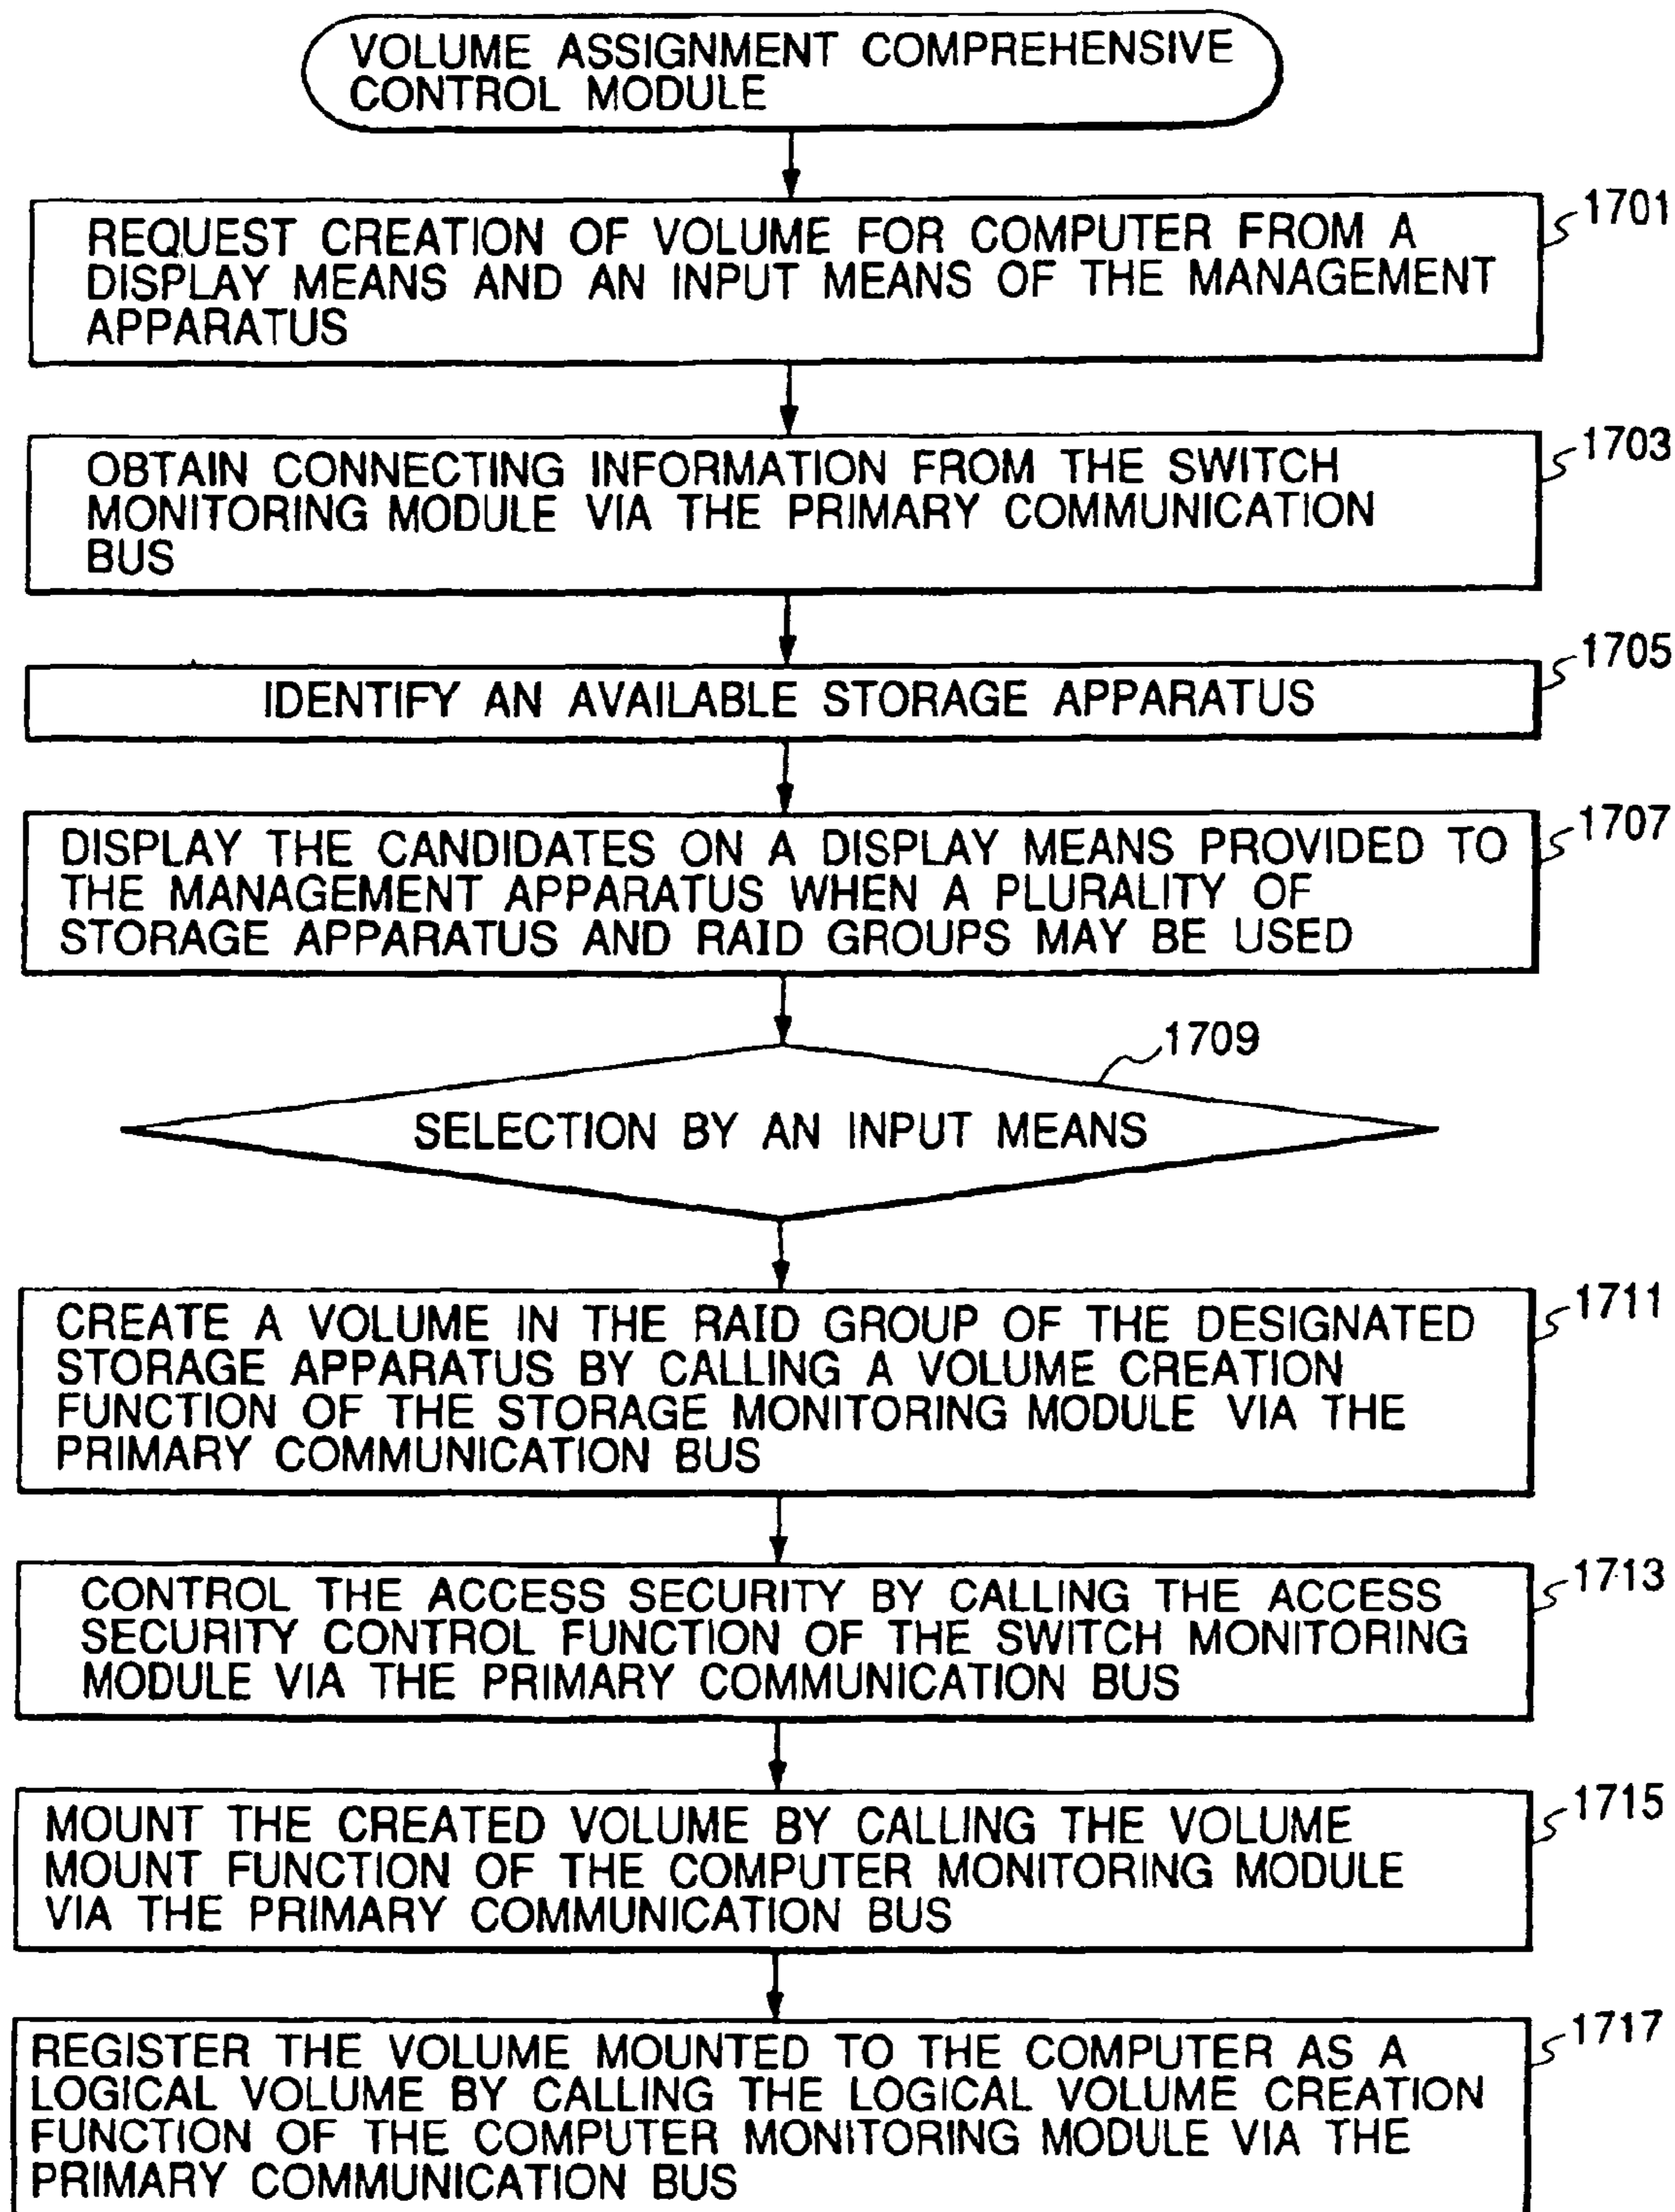 VOLUME ASSIGNMENT COMPREHENSIVE
CONTROL MODULE
1701
REQUEST CREATION OF VOLUME FOR COMPUTER FROM A
DISPLAY MEANS AND AN INPUT MEANS OF THE MANAGEMENT
APPARATUS
1703
OBTAIN CONNECTING INFORMATION FROM THE SWITCH
MONITORING MODULE VIA THE PRIMARY COMMUNICATION
BUS
1705
IDENTIFY AN AVAILABLE STORAGE APPARATUS
1707
DISPLAY THE CANDIDATES ON A DISPLAY MEANS PROVIDED TO
THE MANAGEMENT APPARATUS WHEN A PLURALITY OF
STORAGE APPARATUS AND RAID GROUPS MAY BE USED
1709
SELECTION BY AN INPUT MEANS
1711
CREATE A VOLUME IN THE RAID GROUP OF THE DESIGNATED
STORAGE APPARATUS BY CALLING A VOLUME CREATION
FUNCTION OF THE STORAGE MONITORING MODULE VIA THE
PRIMARY COMMUNICATION BUS
1713
CONTROL THE ACCESS SECURITY BY CALLING THE ACCESS
SECURITY CONTROL FUNCTION OF THE SWITCH MONITORING
MODULE VIA THE PRIMARY COMMUNICATION BUS
1715
MOUNT THE CREATED VOLUME BY CALLING THE VOLUME
MOUNT FUNCTION OF THE COMPUTER MONITORING MODULE
VIA THE PRIMARY COMMUNICATION BUS
1717
REGISTER THE VOLUME MOUNTED TO THE COMPUTER AS A
LOGICAL VOLUME BY CALLING THE LOGICAL VOLUME CREATION
FUNCTION OF THE COMPUTER MONITORING MODULE VIA THE
PRIMARY COMMUNICATION BUS